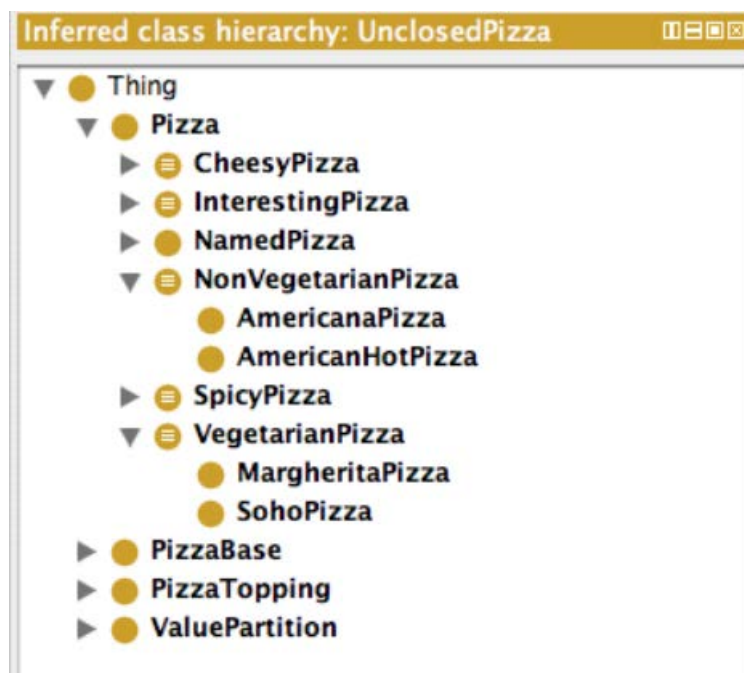 Inferred class hierarchy: UnclosedPizza
Thing
Pizza
CheesyPizza
InterestingPizza
NamedPizza
NonVegetarianPizza
AmericanaPizza
AmericanHotPizza
SpicyPizza
VegetarianPizza
MargheritaPizza
SohoPizza
PizzaBase
PizzaTopping
ValuePartition